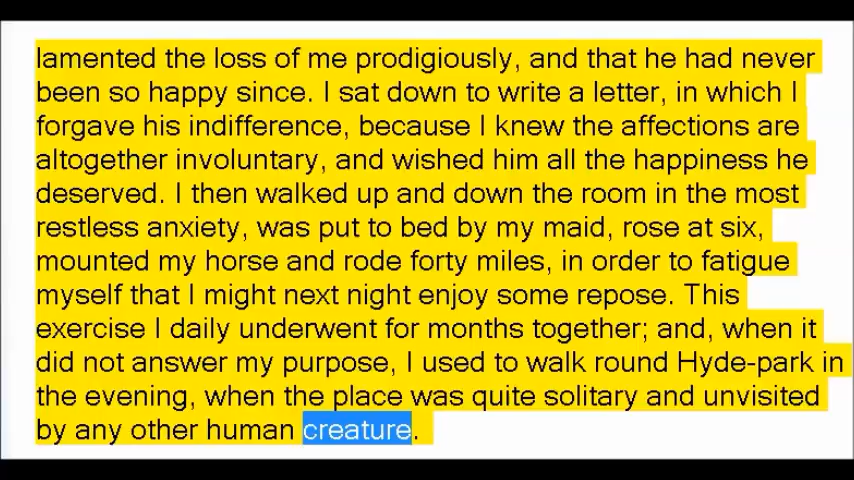 lamented the loss of me prodigiously, and that he had never
been so happy since. I sat down to write a letter, in which I
forgave his indifference, because I knew the affections are
altogether involuntary, and wished him all the happiness he
deserved. I then walked up and down the room in the most
restless anxiety, was put to bed by my maid, rose at six,
mounted my horse and rode forty miles, in order to fatigue
myself that I might next night enjoy some repose. This
exercise I daily underwent for months together; and, when it
did not answer my purpose, I used to walk round Hyde-park in
the evening, when the place was quite solitary and unvisited
by any other human creature.